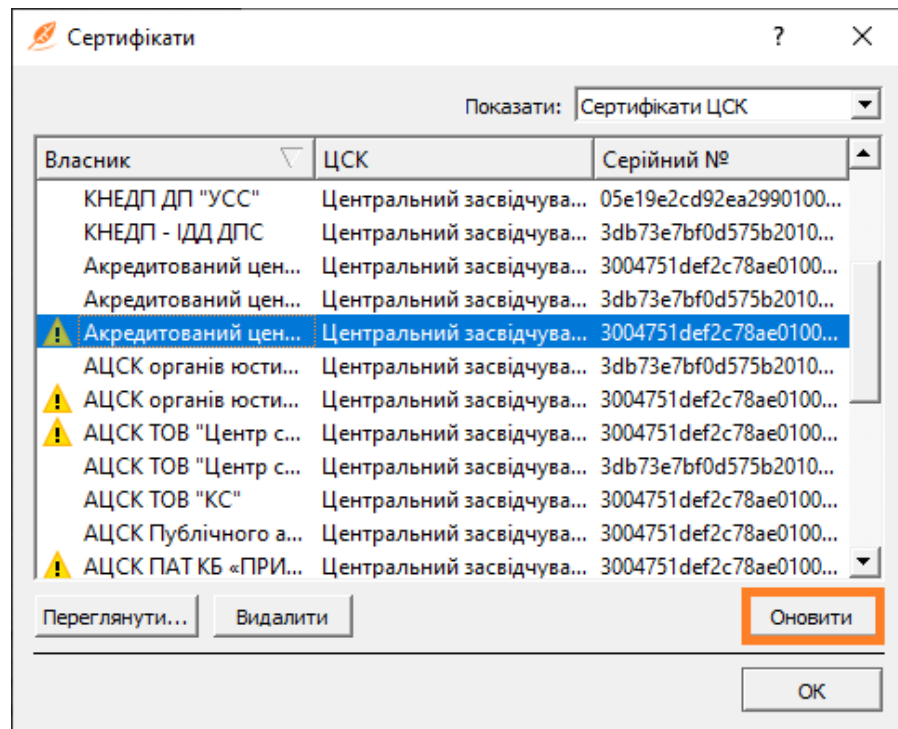 Сертифікати ?
Показати: Сертифікати ЦСК
Власник ЦСК Серійний №
КНЕДП ДП "УСС" Центральний засвідчува... 05e19e2cd92ea2990100...
КНЕДП - ІДД ДПС Центральний засвідчува... 3db73e7bf0d575b2010...
Акредитований цен... Центральний засвідчува... 3004751def2c78ae0100...
Акредитований цен... Центральний засвідчува... 3db73e7bf0d575b2010...
Акредитований цен... Центральний засвідчува... 3004751def2c78ae0100...
АЦСК органів юсти... Центральний засвідчува... 3db73e7bf0d575b2010...
АЦСК органів юсти... Центральний засвідчува... 3004751def2c78ae0100...
АЦСК ТОВ "Центр с... Центральний засвідчува... 3004751def2c78ae0100...
АЦСК ТОВ "Центр с... Центральний засвідчува... 3db73e7bf0d575b2010...
АЦСК ТОВ "КС" Центральний засвідчува... 3004751def2c78ae0100...
АЦСК Публічного а... Центральний засвідчува... 3004751def2c78ae0100...
АЦСК ПАТ КБ «ПРИ... Центральний засвідчува... 3004751def2c78ae0100...
Переглянути... Видалити Оновити
ОК